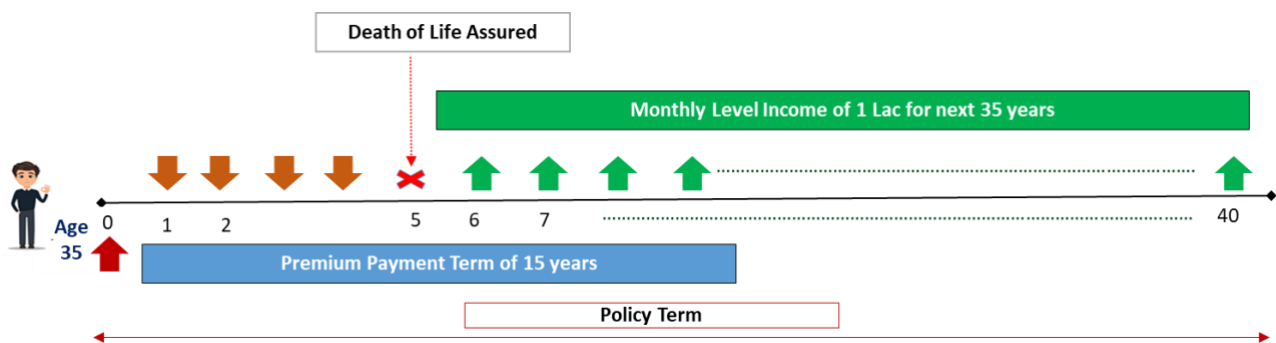 Death of Life Assured
Monthly Level Income of 1 Lac for next 35 years
Age
35
0
1
2
5
6
7
40
Premium Payment Term of 15 years
Policy Term